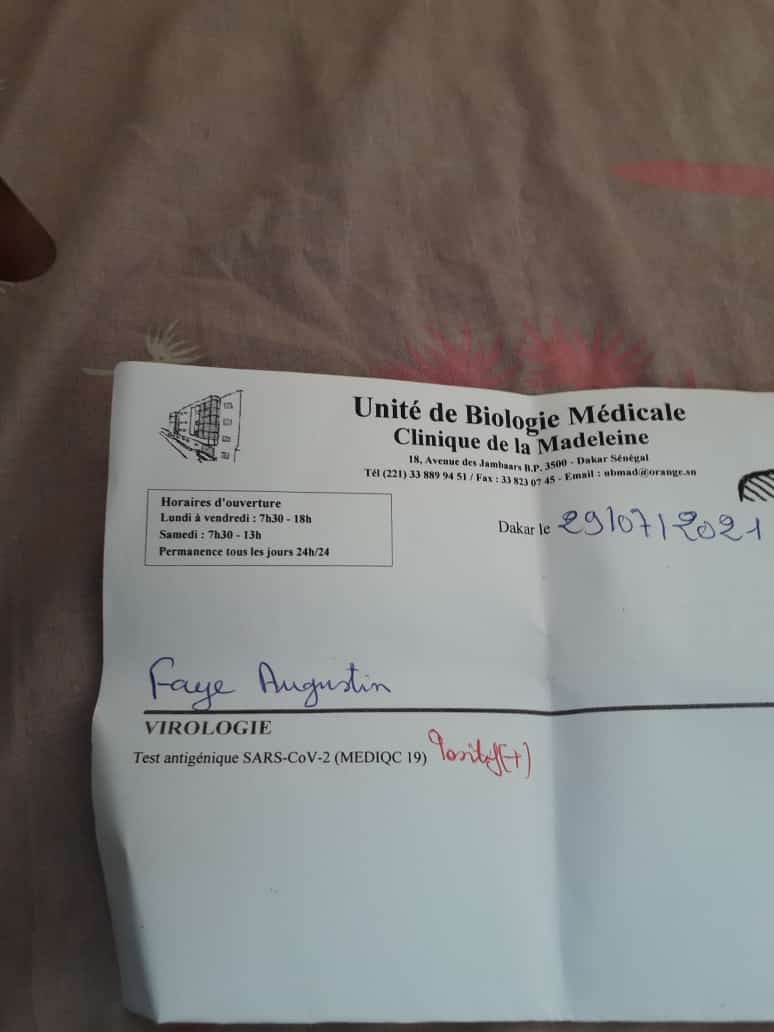 Unité de Biologie Médicale
Clinique de la Madeleine
18, Avenue des Jambaars B.P. 3500 - Dakar Sénégal
Tél (221) 33 889 94 51 / Fax : 33 823 07 45 - Email : ubmad@orange.sn
Horaires d'ouverture
Lundi à vendredi : 7h30 - 18h
Samedi : 7h30 - 13h
Permanence tous les jours 24h/24
Dakar le 29/07/2021
Faye Augustin
VIROLOGIE
Test antigénique SARS-CoV-2 (MEDIQC 19) Positif(+)